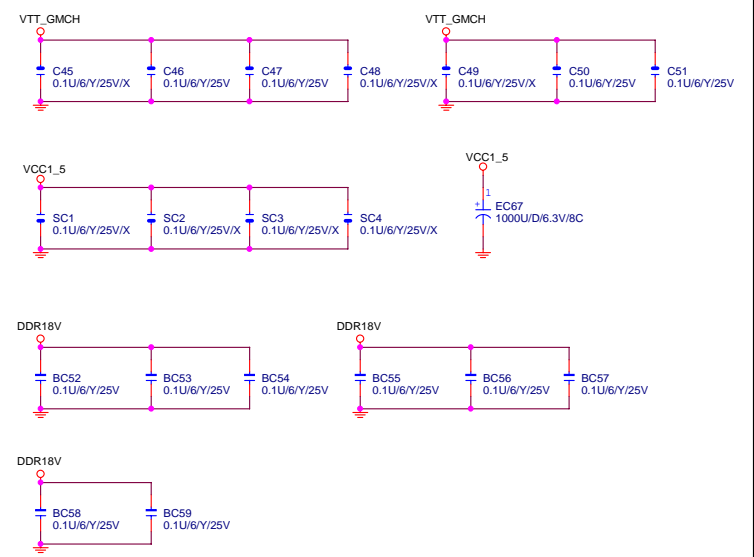 VTT_GMCH
C45
0.1U/6/Y/25V/X
C46
0.1U/6/Y/25V
C47
0.1U/6/Y/25V
C48
0.1U/6/Y/25V/X
VTT_GMCH
C49
0.1U/6/Y/25V/X
C50
0.1U/6/Y/25V
C51
0.1U/6/Y/25V
VCC1_5
SC1
0.1U/6/Y/25V/X
SC2
0.1U/6/Y/25V/X
SC3
0.1U/6/Y/25V/X
SC4
0.1U/6/Y/25V/X
VCC1_5
1
+
EC67
1000U/D/6.3V/8C
DDR18V
BC52
0.1U/6/Y/25V
BC53
0.1U/6/Y/25V
BC54
0.1U/6/Y/25V
DDR18V
BC55
0.1U/6/Y/25V
BC56
0.1U/6/Y/25V
BC57
0.1U/6/Y/25V
DDR18V
BC58
0.1U/6/Y/25V
BC59
0.1U/6/Y/25V